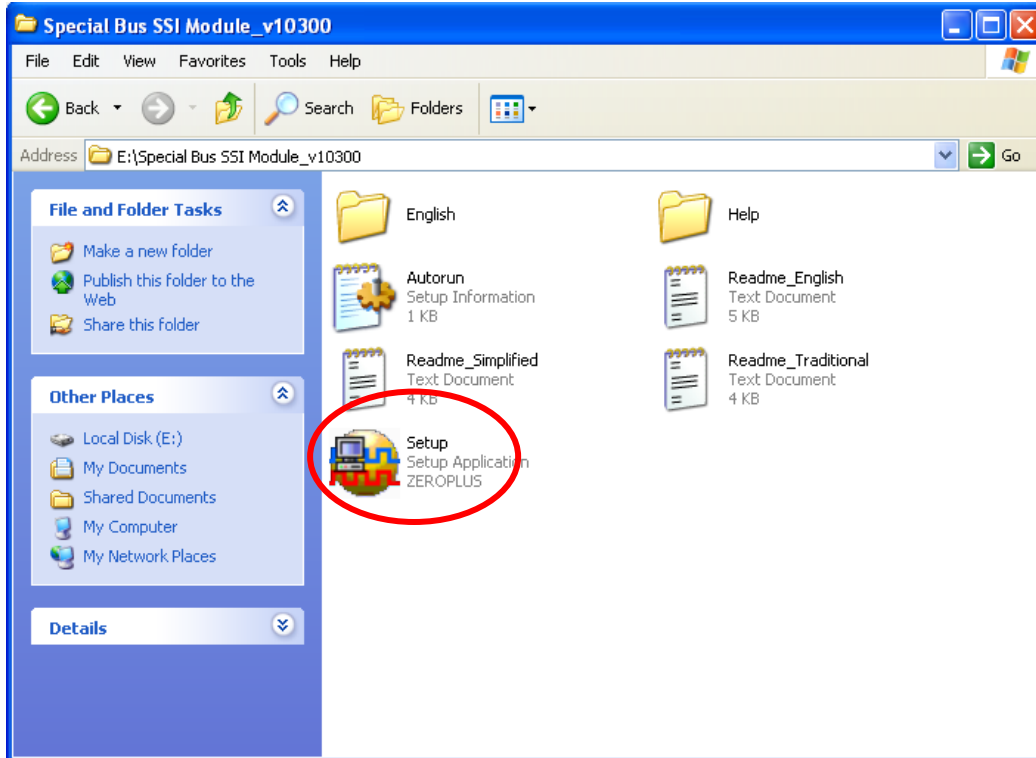 Special Bus SSI Module_v10300
File Edit View Favorites Tools Help
Back Search Folders
Address E:\Special Bus SSI Module_v10300 Go
File and Folder Tasks
Make a new folder
Publish this folder to the
Web
Share this folder
Other Places
Local Disk (E:)
My Documents
Shared Documents
My Computer
My Network Places
Details
English
Help
Autorun
Setup Information
1 KB
Readme_English
Text Document
5 KB
Readme_Simplified
Text Document
4 KB
Readme_Traditional
Text Document
4 KB
Setup
Setup Application
ZEROPLUS